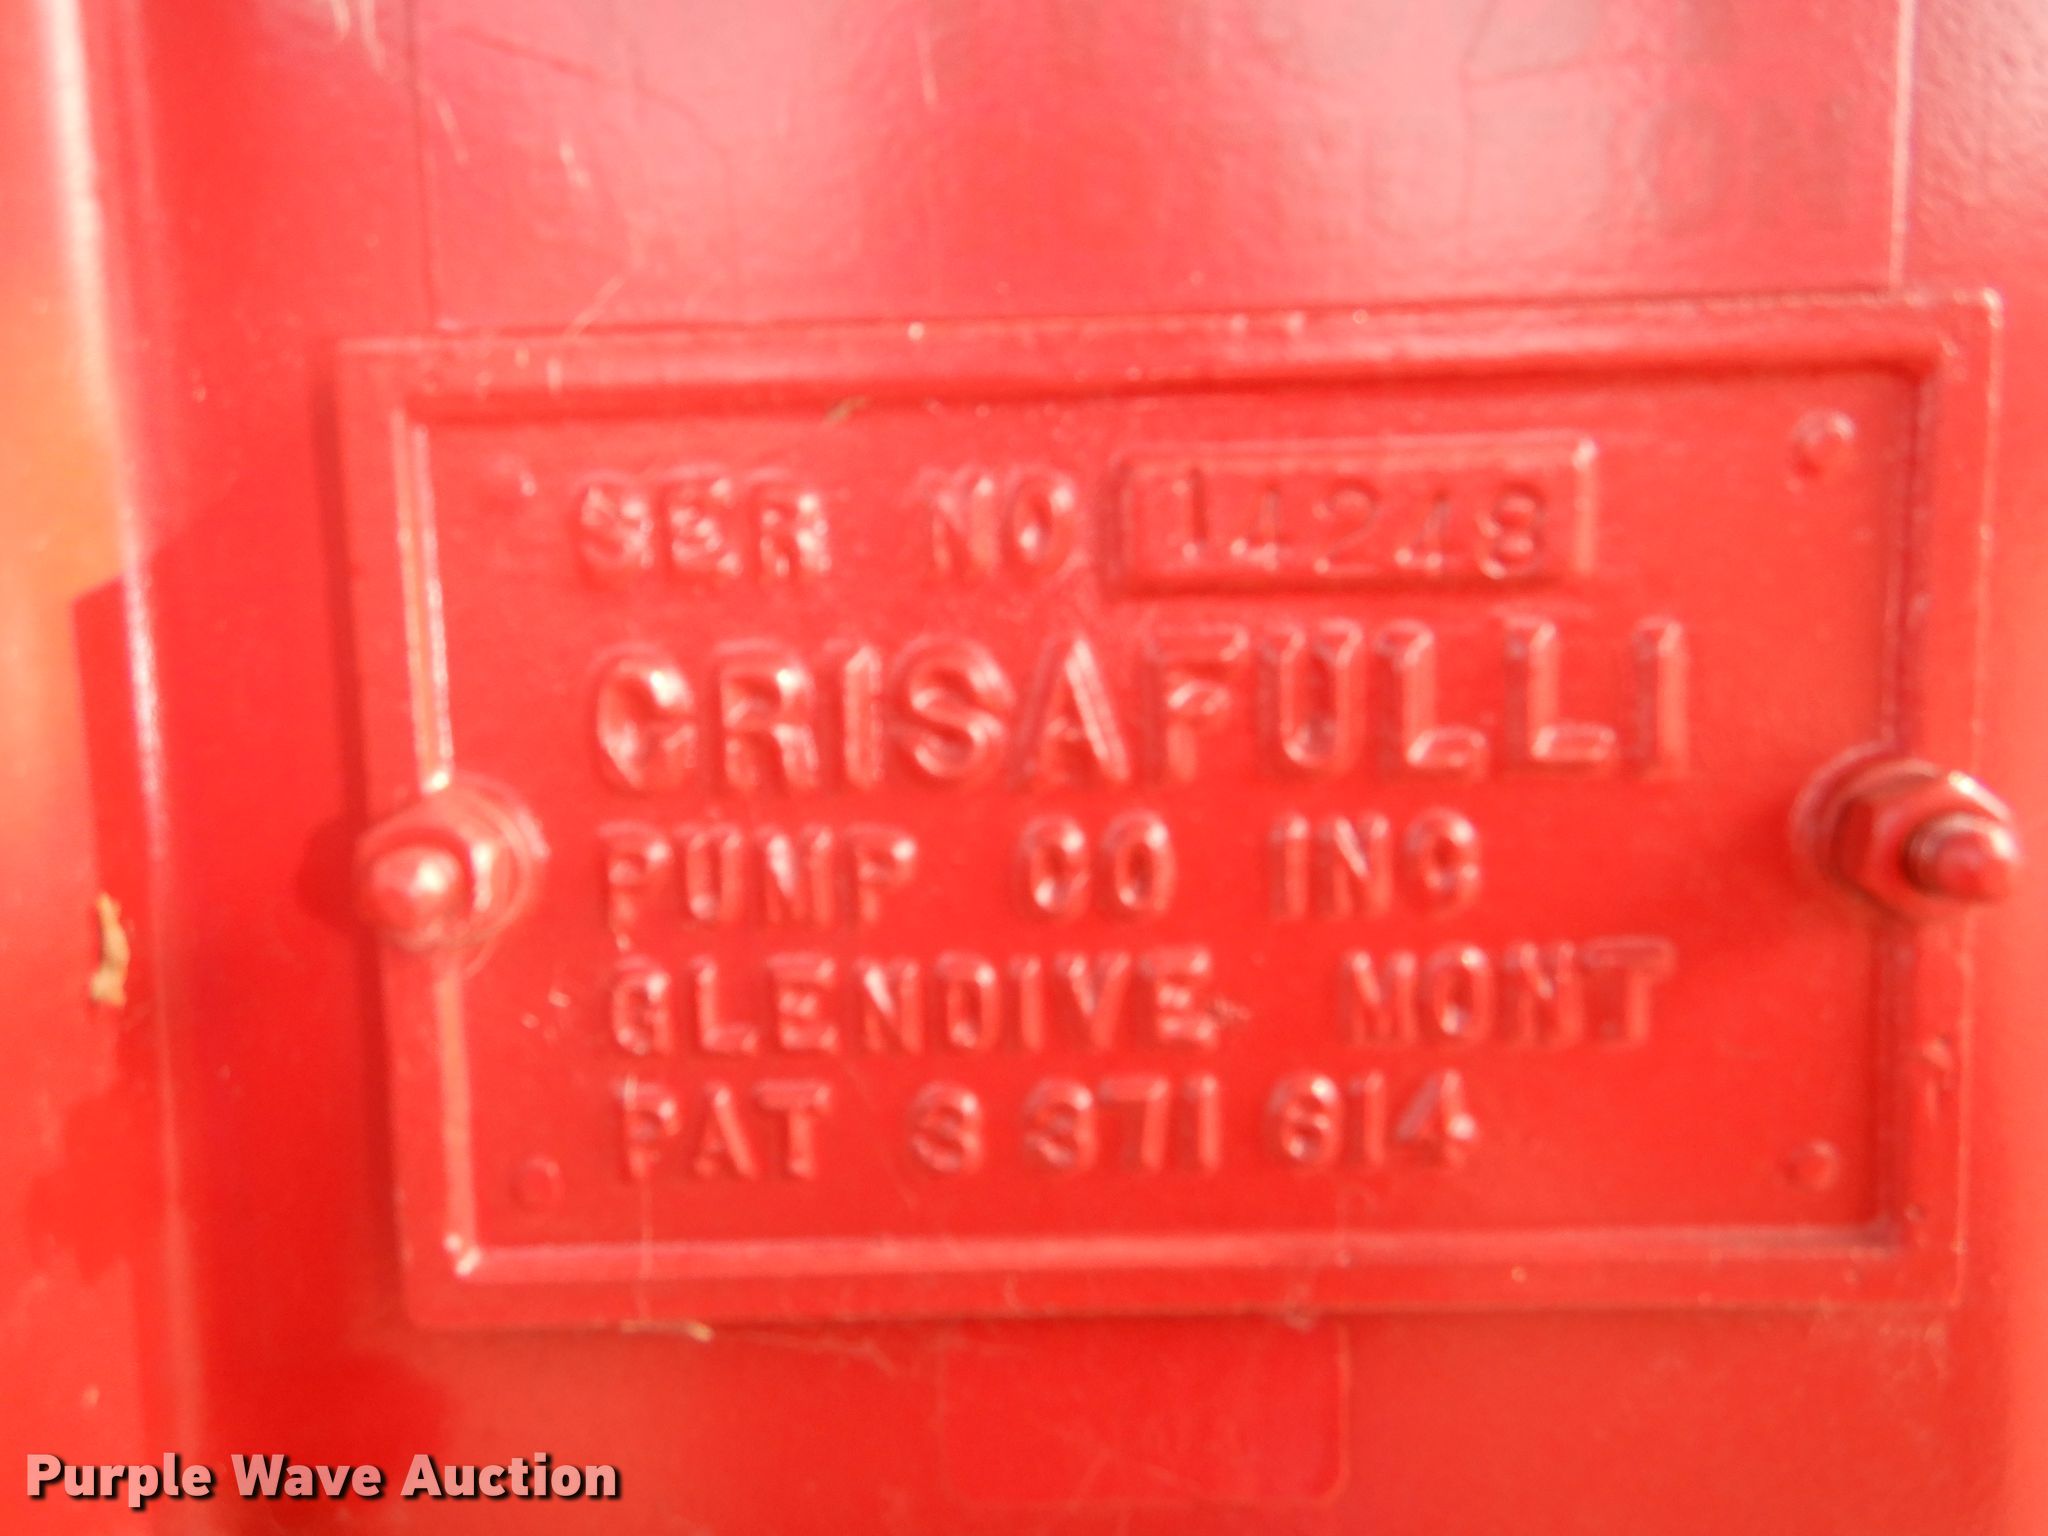 SER NO 14248
CRISAFULLI
PUMP CO INC
GLENDIVE MONT
PAT 3 371 614
Purple Wave Auction